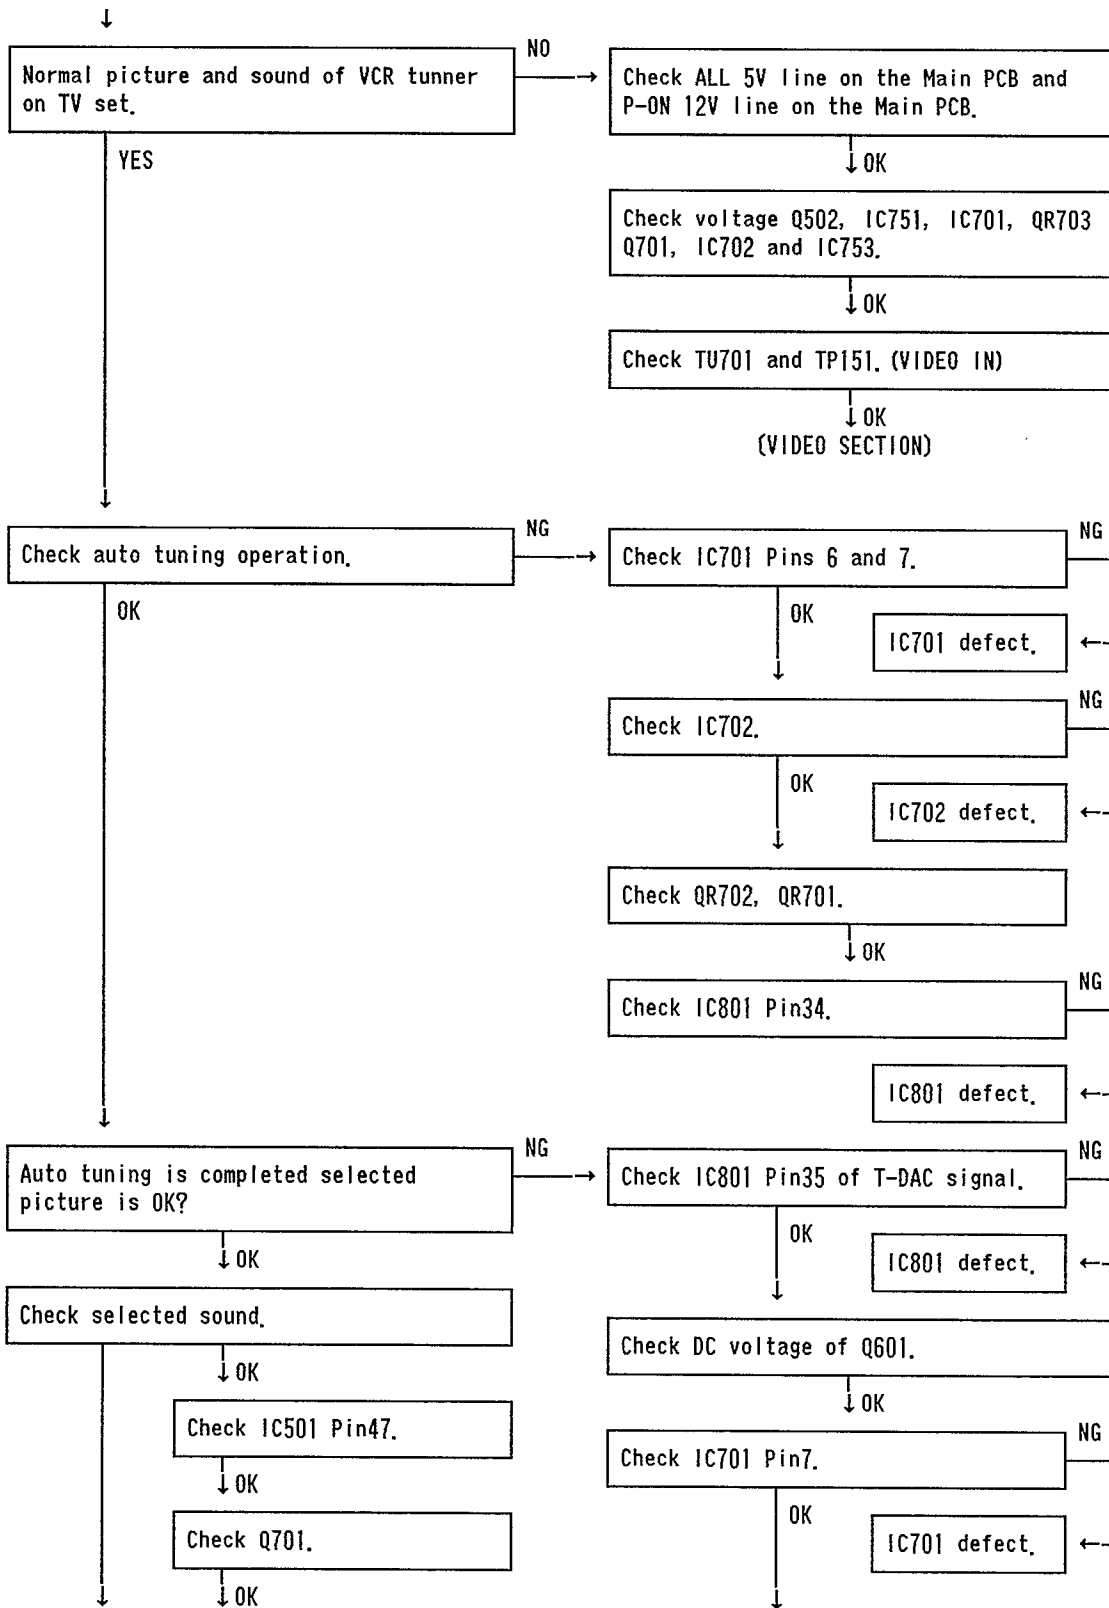 Normal picture and sound of VCR tunner
on TV set.
NO
Check ALL 5V line on the Main PCB and
P-ON 12V line on the Main PCB.
YES
OK
Check voltage Q502, IC751, IC701, QR703
Q701, IC702 and IC753.
OK
Check TU701 and TP151. (VIDEO IN)
OK
(VIDEO SECTION)
Check auto tuning operation.
NG
Check IC701 Pins 6 and 7.
NG
OK
OK
IC701 defect.
Check IC702.
NG
OK
IC702 defect.
Check QR702, QR701.
OK
Check IC801 Pin34.
NG
IC801 defect.
Auto tuning is completed selected
picture is OK?
NG
Check IC801 Pin35 of T-DAC signal.
NG
OK
OK
IC801 defect.
Check selected sound.
Check DC voltage of Q601.
OK
OK
Check IC501 Pin47.
Check IC701 Pin7.
NG
OK
OK
Check Q701.
IC701 defect.
OK